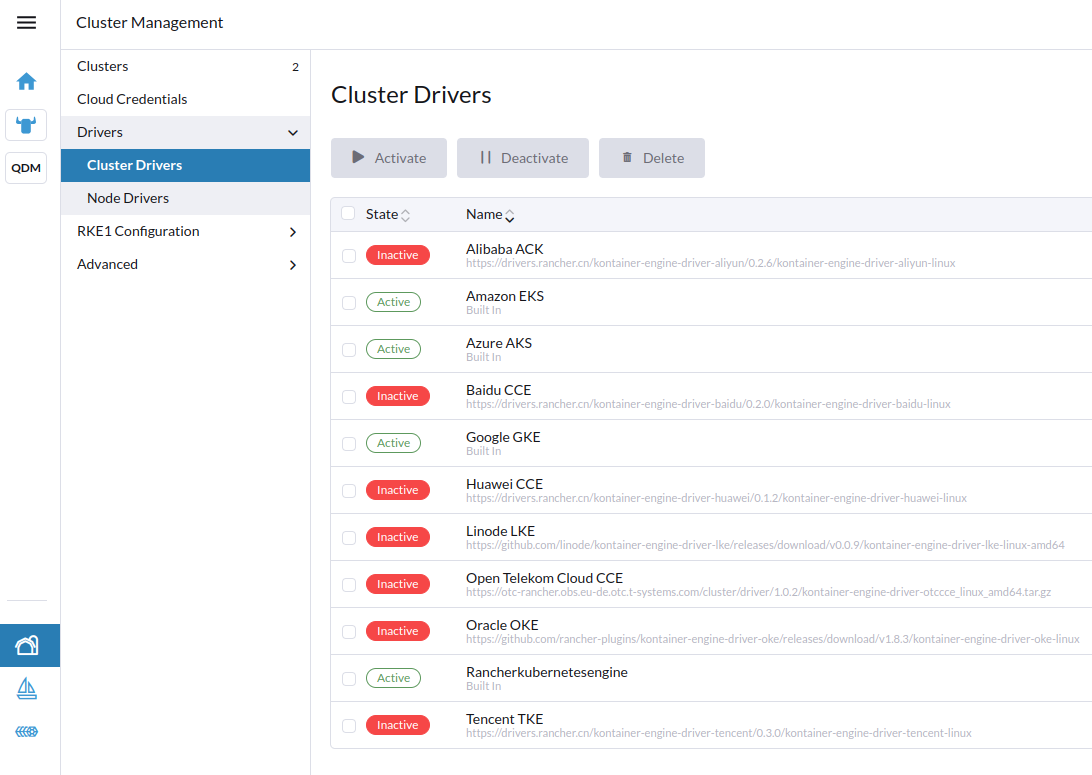 Cluster Management
Clusters 2
Cloud Credentials
Drivers
Cluster Drivers
Node Drivers
RKE1 Configuration
Advanced
QDM
Cluster Drivers
Activate Deactivate Delete
State Name
Inactive Alibaba ACK
https://drivers.rancher.cn/kontainer-engine-driver-aliyun/0.2.6/kontainer-engine-driver-aliyun-linux
Active Amazon EKS
Built In
Active Azure AKS
Built In
Inactive Baidu CCE
https://drivers.rancher.cn/kontainer-engine-driver-baidu/0.2.0/kontainer-engine-driver-baidu-linux
Active Google GKE
Built In
Inactive Huawei CCE
https://drivers.rancher.cn/kontainer-engine-driver-huawei/0.1.2/kontainer-engine-driver-huawei-linux
Inactive Linode LKE
https://github.com/linode/kontainer-engine-driver-lke/releases/download/v0.0.9/kontainer-engine-driver-lke-linux-amd64
Inactive Open Telekom Cloud CCE
https://otc-rancher.obs.eu-de.otc.t-systems.com/cluster/driver/1.0.2/kontainer-engine-driver-otccce_linux_amd64.tar.gz
Inactive Oracle OKE
https://github.com/rancher-plugins/kontainer-engine-driver-oke/releases/download/v1.8.3/kontainer-engine-driver-oke-linux
Active Rancherkubernetesengine
Built In
Inactive Tencent TKE
https://drivers.rancher.cn/kontainer-engine-driver-tencent/0.3.0/kontainer-engine-driver-tencent-linux